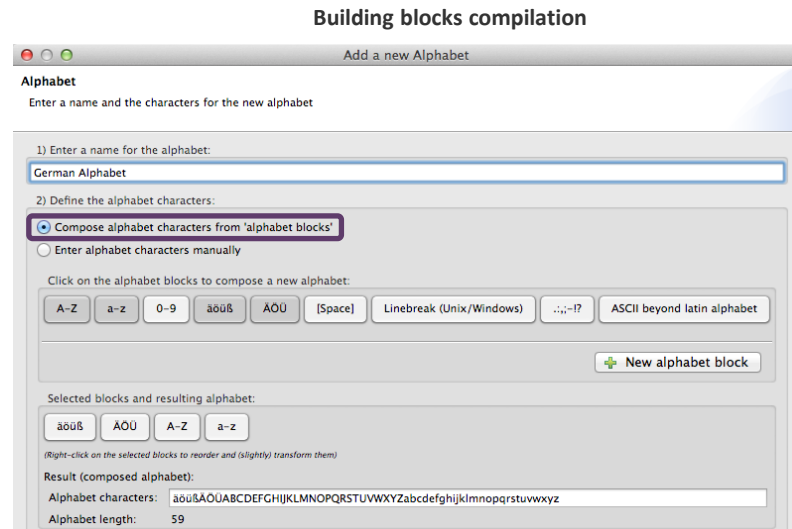 Building blocks compilation
Add a new Alphabet
Alphabet
Enter a name and the characters for the new alphabet
1) Enter a name for the alphabet:
German Alphabet
2) Define the alphabet characters:
Compose alphabet characters from 'alphabet blocks'
Enter alphabet characters manually
Click on the alphabet blocks to compose a new alphabet:
A-Z a-z 0-9 äöüß ÄÖÜ [Space] Linebreak (Unix/Windows) .:,;-!? ASCII beyond latin alphabet
New alphabet block
Selected blocks and resulting alphabet:
äöüß ÄÖÜ A-Z a-z
(Right-click on the selected blocks to reorder and (slightly) transform them)
Result (composed alphabet):
Alphabet characters: äöüßÄÖÜABCDEFGHIJKLMNOPQRSTUVWXYZabcdefghijklmnopqrstuvwxyz
Alphabet length: 59